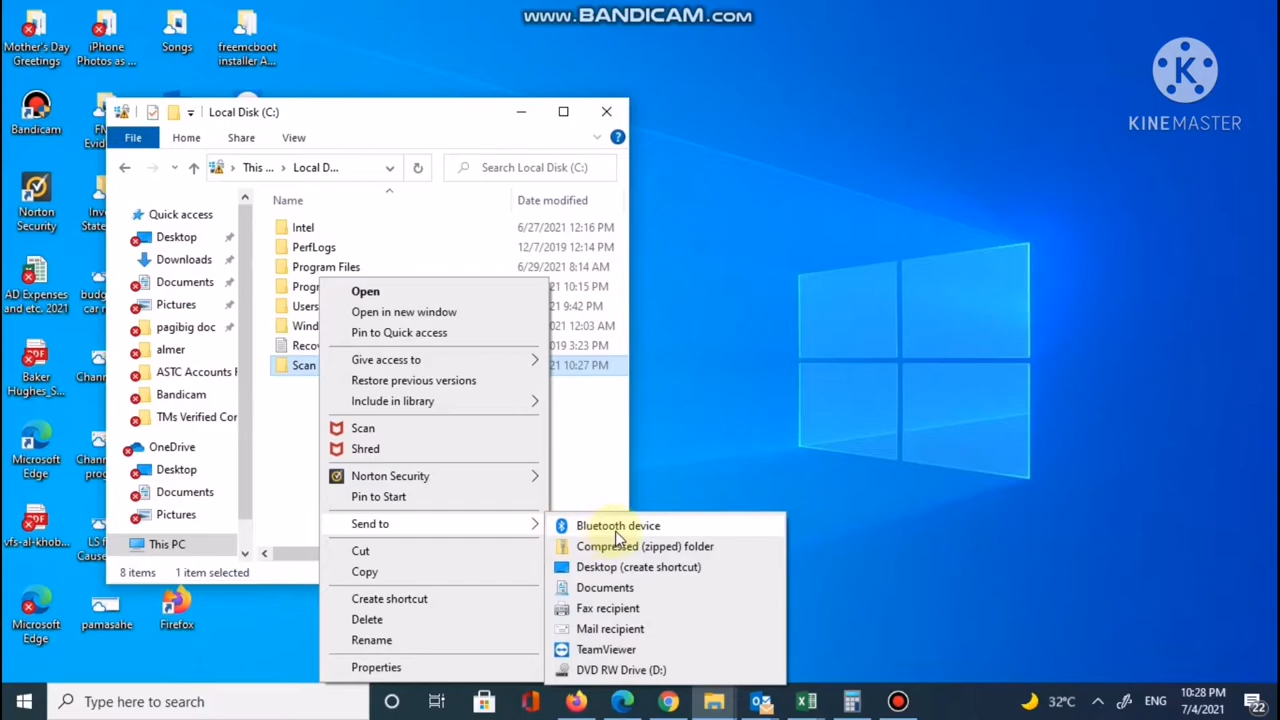 www.BANDICAM.com
K
KINEMASTER
Mother's Day
Greetings
iPhone
Photos as ...
Songs
freemcboot
installer A...
Bandicam
Norton
Security
AD Expenses
and etc. 2021
Baker
Hughes_S...
Microsoft
Edge
vfs-al-khob...
Microsoft
Edge
pamasahe
Firefox
Local Disk (C:)
File
Home
Share
View
This ...
Local D...
Search Local Disk (C:)
Quick access
Desktop
Downloads
Documents
Pictures
pagibig doc
almer
ASTC Accounts
Bandicam
TMs Verified Cor
OneDrive
Desktop
Documents
Pictures
This PC
Name
Date modified
Intel
6/27/2021 12:16 PM
PerfLogs
12/7/2019 12:14 PM
Program Files
6/29/2021 8:14 AM
Progr
21 10:15 PM
Users
21 9:42 PM
Wind
021 12:03 AM
Recov
019 3:23 PM
Scan
21 10:27 PM
8 items
1 item selected
Open
Open in new window
Pin to Quick access
Give access to
Restore previous versions
Include in library
Scan
Shred
Norton Security
Pin to Start
Send to
Cut
Copy
Create shortcut
Delete
Rename
Properties
Bluetooth device
Compressed (zipped) folder
Desktop (create shortcut)
Documents
Fax recipient
Mail recipient
TeamViewer
DVD RW Drive (D:)
Type here to search
32°C
ENG
10:28 PM
7/4/2021
22